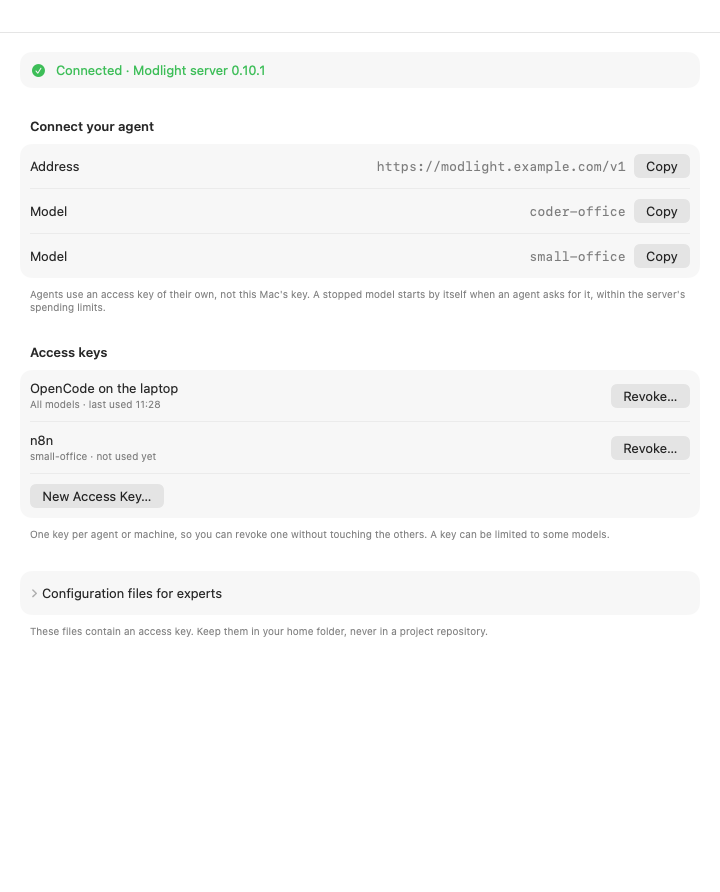 Connected · Modlight server 0.10.1
Connect your agent
Address https://modlight.example.com/v1 Copy
Model coder-office Copy
Model small-office Copy
Agents use an access key of their own, not this Mac's key. A stopped model starts by itself when an agent asks for it, within the server's
spending limits.
Access keys
OpenCode on the laptop
All models · last used 11:28
Revoke...
n8n
small-office · not used yet
Revoke...
New Access Key...
One key per agent or machine, so you can revoke one without touching the others. A key can be limited to some models.
Configuration files for experts
These files contain an access key. Keep them in your home folder, never in a project repository.